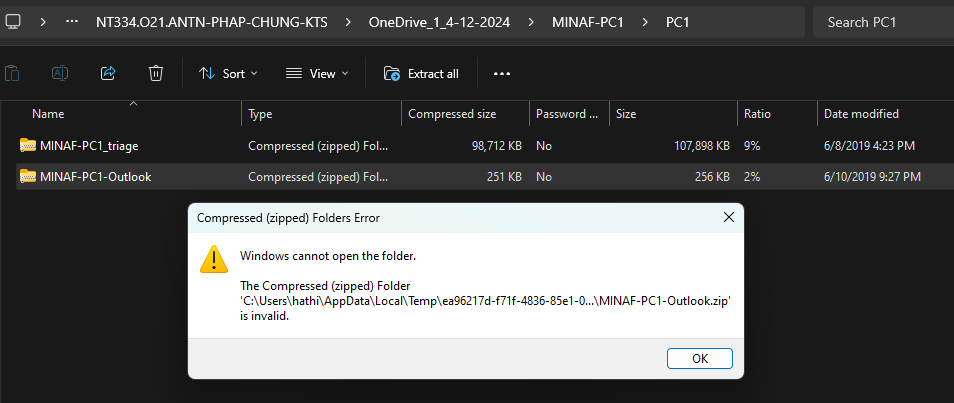 NT334.O21.ANTN-PHAP-CHUNG-KTS > OneDrive_1_4-12-2024 > MINAF-PC1 > PC1
Search PC1
Sort
View
Extract all
Name Type Compressed size Password ... Size Ratio Date modified
MINAF-PC1_triage Compressed (zipped) Fol... 98,712 KB No 107,898 KB 9% 6/8/2019 4:23 PM
MINAF-PC1-Outlook Compressed (zipped) Fol... 251 KB No 256 KB 2% 6/10/2019 9:27 PM
Compressed (zipped) Folders Error
Windows cannot open the folder.
The Compressed (zipped) Folder
'C:\Users\hathi\AppData\Local\Temp\ea96217d-f71f-4836-85e1-0...\MINAF-PC1-Outlook.zip'
is invalid.
OK